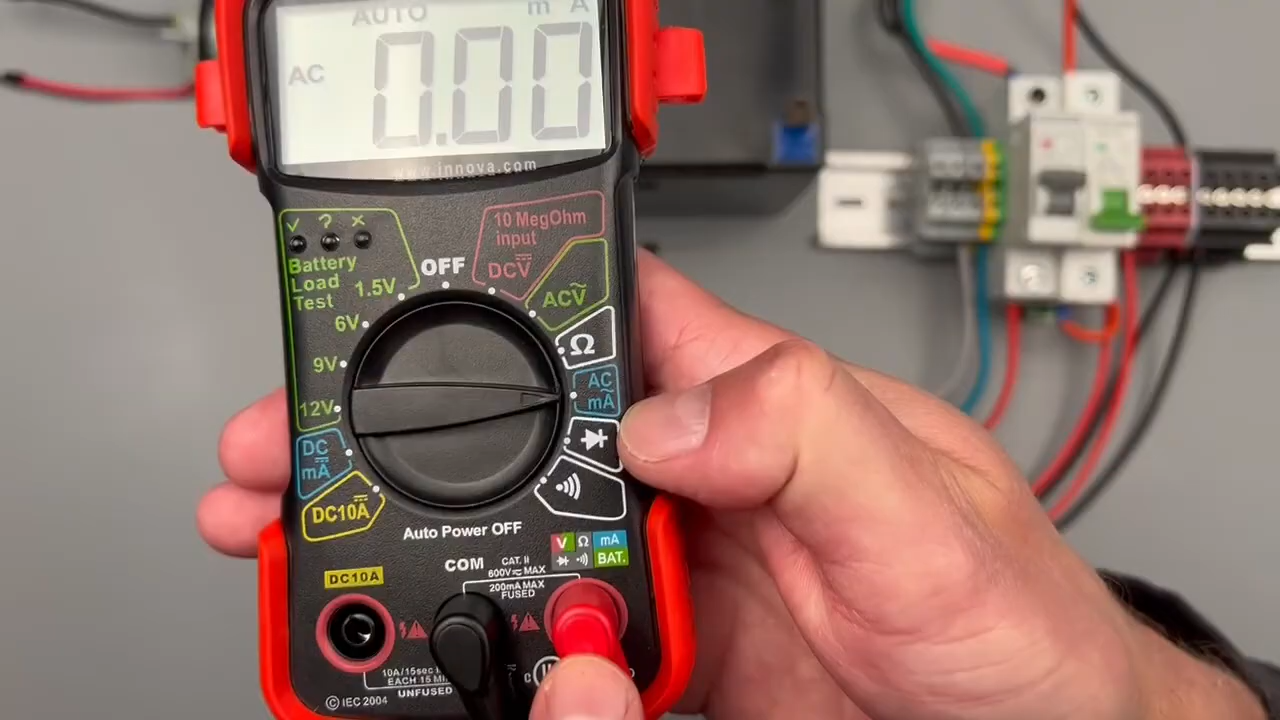 AUTO m A
AC 0.00
www.innova.com
✓ ? ×
Battery
Load
Test
1.5V
6V
9V
12V
OFF
10 MegOhm
input
DCV
ACV
Ω
AC
mA
DC
mA
DC10A
Auto Power OFF
COM
CAT. II
600V MAX
200mA MAX
FUSED
V Ω mA
BAT.
DC10A
10A/15sec
EACH 15 MIN
UNFUSED
© IEC 2004